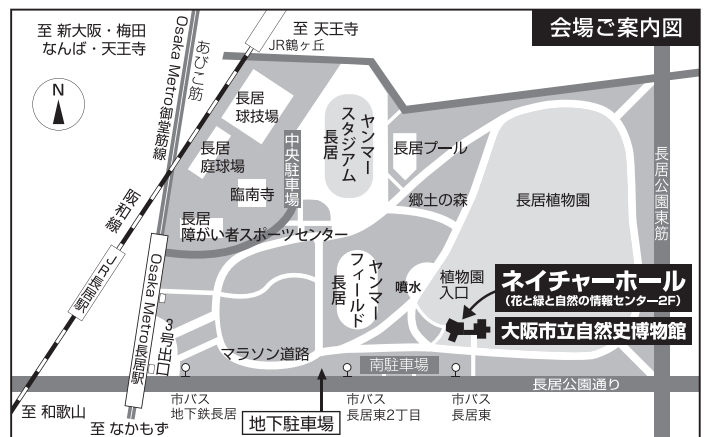 会場ご案内図
至 新大阪・梅田
なんば・天王寺
至 天王寺
JR鶴ヶ丘
N
あびこ筋
Osaka Metro御堂筋線
長居
球技場
長居
庭球場
臨南寺
中央駐車場
ヤンマー
スタジアム
長居
長居プール
郷土の森
長居植物園
長居公園東筋
長居
障がい者スポーツセンター
阪和線
JR長居駅
Osaka Metro長居駅
3号出口
ヤンマー
フィールド
長居
噴水
植物園
入口
ネイチャーホール
(花と緑と自然の情報センター2F)
大阪市立自然史博物館
マラソン道路
南駐車場
長居公園通り
市バス
地下鉄長居
市バス
長居東2丁目
市バス
長居東
地下駐車場
至 和歌山
至 なかもず